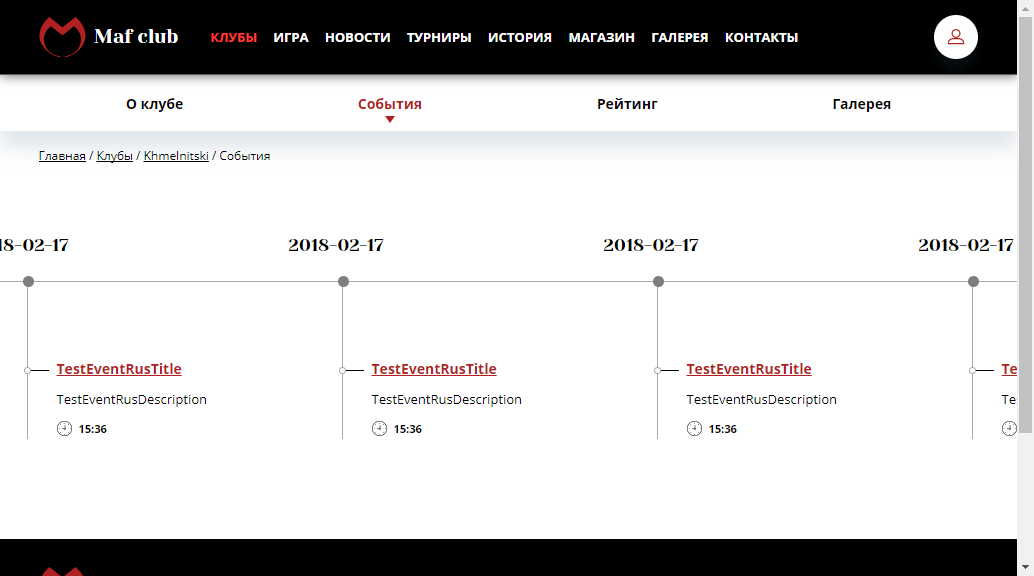 Maf club
КЛУБЫ ИГРА НОВОСТИ ТУРНИРЫ ИСТОРИЯ МАГАЗИН ГАЛЕРЕЯ КОНТАКТЫ
О клубе События Рейтинг Галерея
Главная / Клубы / Khmelnitski / События
18-02-17 2018-02-17 2018-02-17 2018-02-17
TestEventRusTitle TestEventRusTitle TestEventRusTitle Te
TestEventRusDescription TestEventRusDescription TestEventRusDescription Te
15:36 15:36 15:36